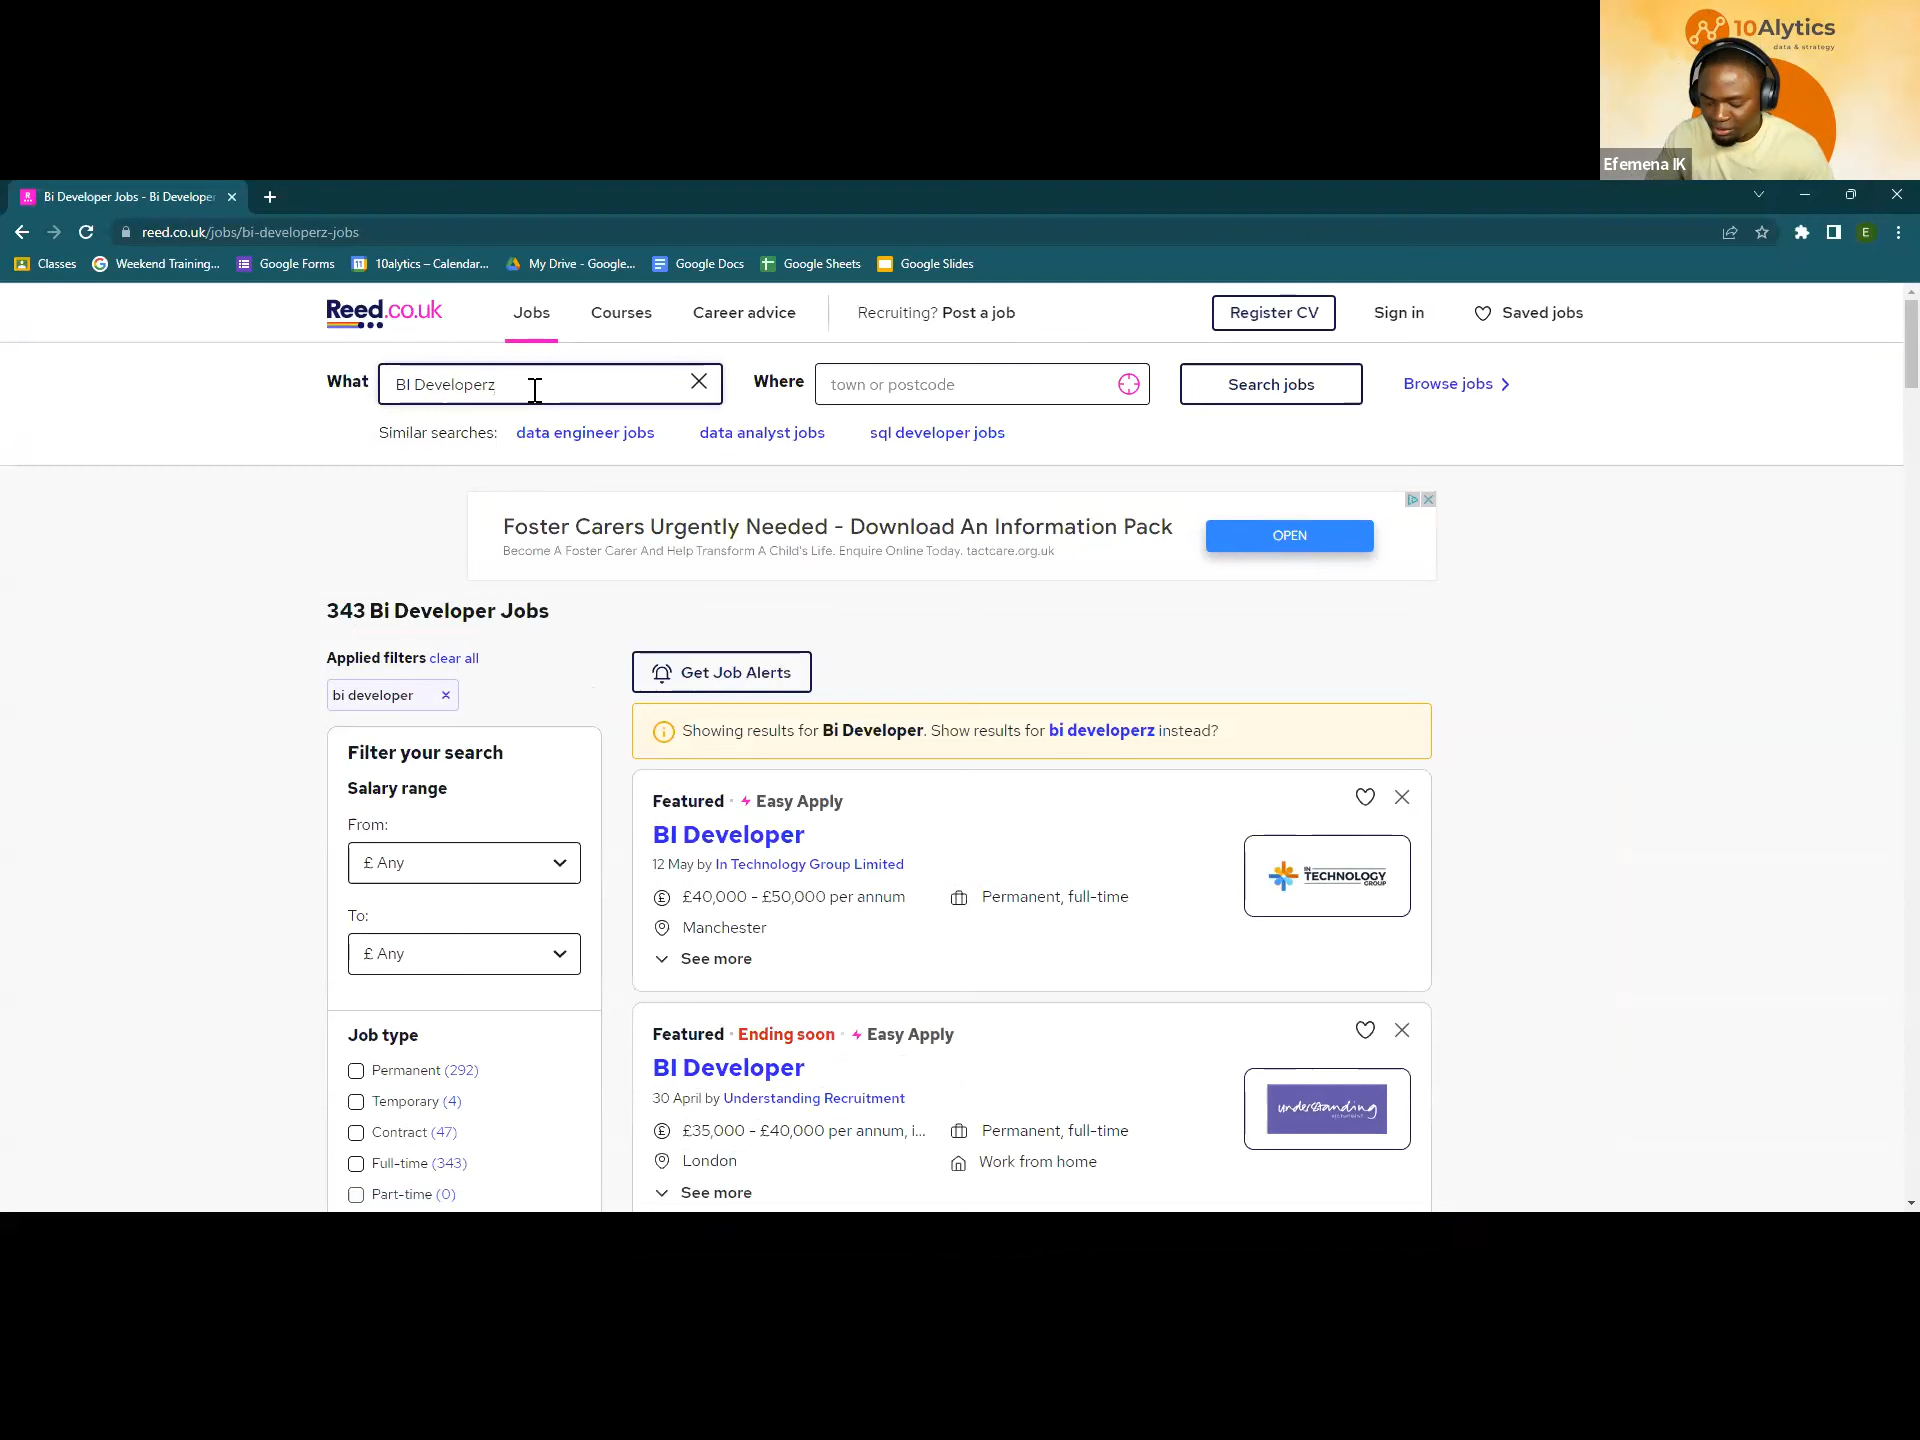 10Alytics
data & strategy
Efemena IK
Bi Developer Jobs - Bi Developer
reed.co.uk/jobs/bi-developerz-jobs
E
Classes
Weekend Training...
Google Forms
10alytics – Calendar...
My Drive - Google...
Google Docs
Google Sheets
Google Slides
Reed.co.uk
Jobs
Courses
Career advice
Recruiting? Post a job
Register CV
Sign in
Saved jobs
What
BI Developerz
Where
town or postcode
Search jobs
Browse jobs
Similar searches:
data engineer jobs
data analyst jobs
sql developer jobs
Foster Carers Urgently Needed - Download An Information Pack
Become A Foster Carer And Help Transform A Child's Life. Enquire Online Today. tactcare.org.uk
OPEN
343 Bi Developer Jobs
Applied filters clear all
bi developer
Filter your search
Salary range
From:
£ Any
To:
£ Any
Job type
Permanent (292)
Temporary (4)
Contract (47)
Full-time (343)
Part-time (0)
Get Job Alerts
Showing results for Bi Developer. Show results for bi developerz instead?
Featured · Easy Apply
BI Developer
12 May by In Technology Group Limited
£40,000 - £50,000 per annum
Permanent, full-time
Manchester
See more
IN
TECHNOLOGY
GROUP
Featured · Ending soon · Easy Apply
BI Developer
30 April by Understanding Recruitment
£35,000 - £40,000 per annum, i...
Permanent, full-time
London
Work from home
See more
understanding
RECRUITMENT